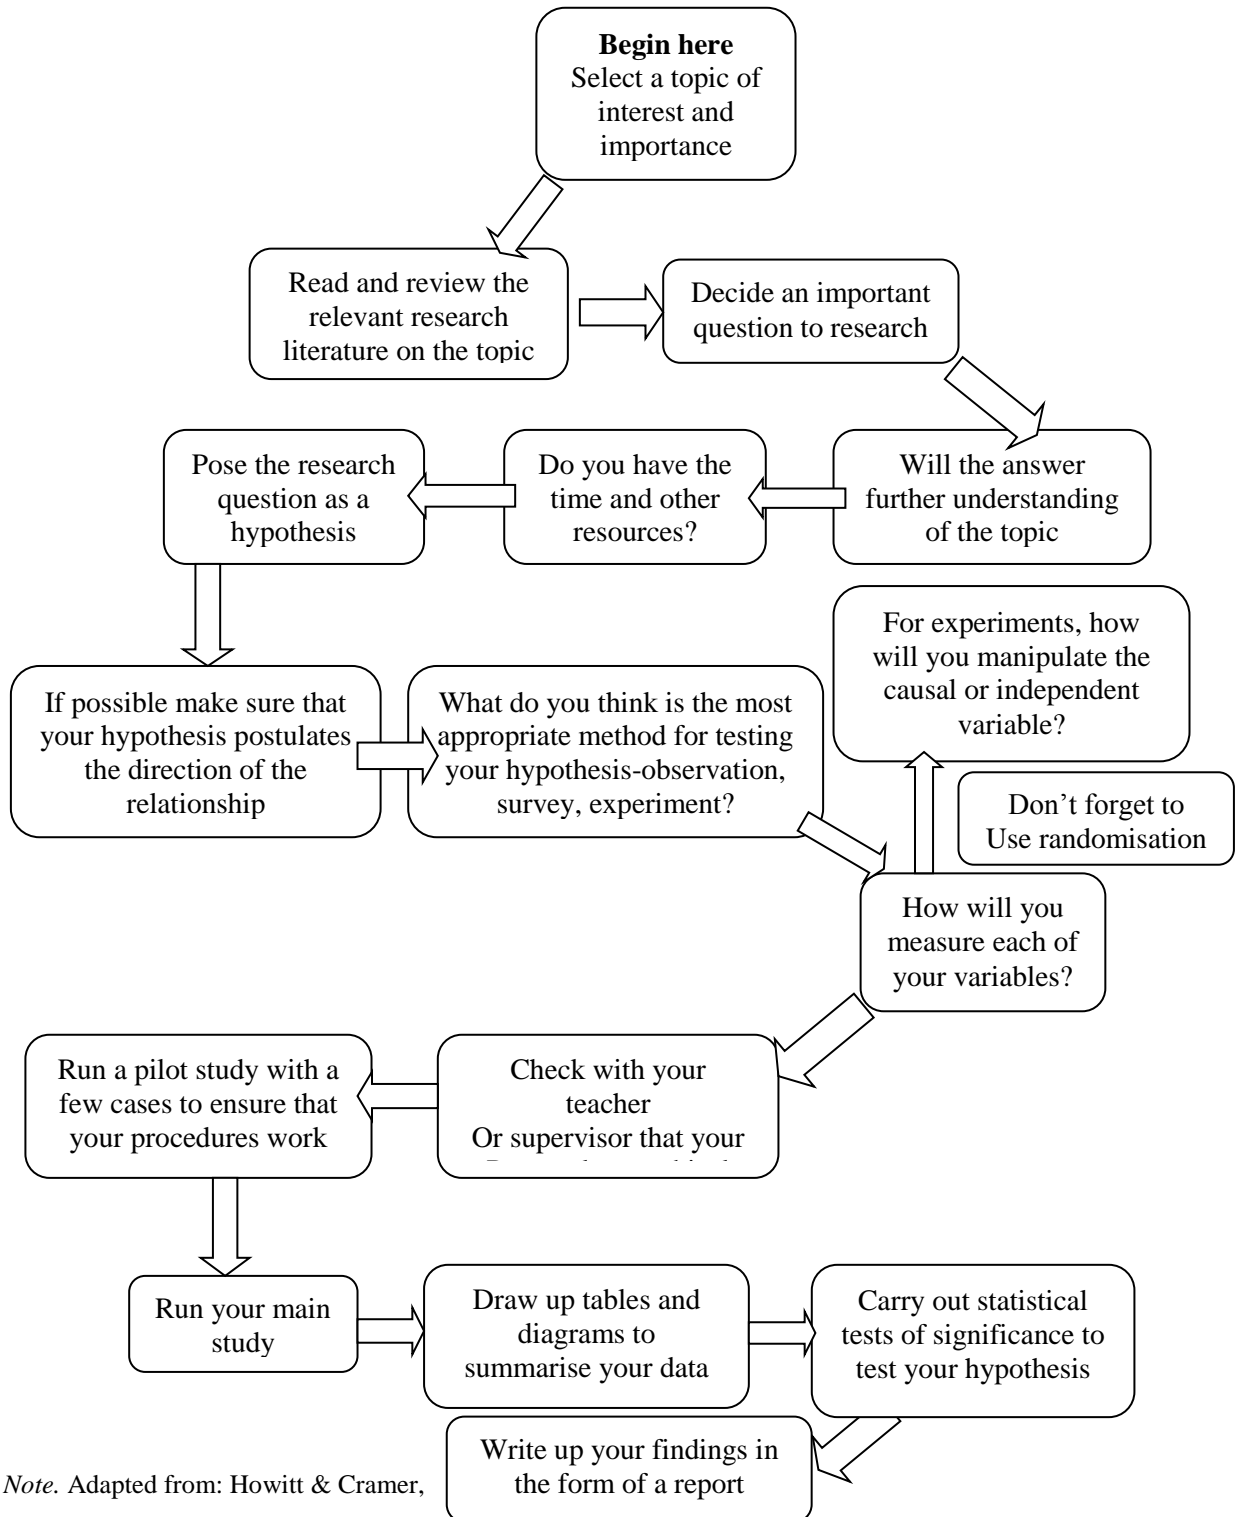 Begin here
Select a topic of
interest and
importance
Read and review the
relevant research
literature on the topic
Decide an important
question to research
Will the answer
further understanding
of the topic
Do you have the
time and other
resources?
Pose the research
question as a
hypothesis
If possible make sure that
your hypothesis postulates
the direction of the
relationship
What do you think is the most
appropriate method for testing
your hypothesis-observation,
survey, experiment?
How will you
measure each of
your variables?
For experiments, how
will you manipulate the
causal or independent
variable?
Don’t forget to
Use randomisation
Check with your
teacher
Or supervisor that your
Run a pilot study with a
few cases to ensure that
your procedures work
Run your main
study
Draw up tables and
diagrams to
summarise your data
Carry out statistical
tests of significance to
test your hypothesis
Write up your findings in
the form of a report
Note. Adapted from: Howitt & Cramer,